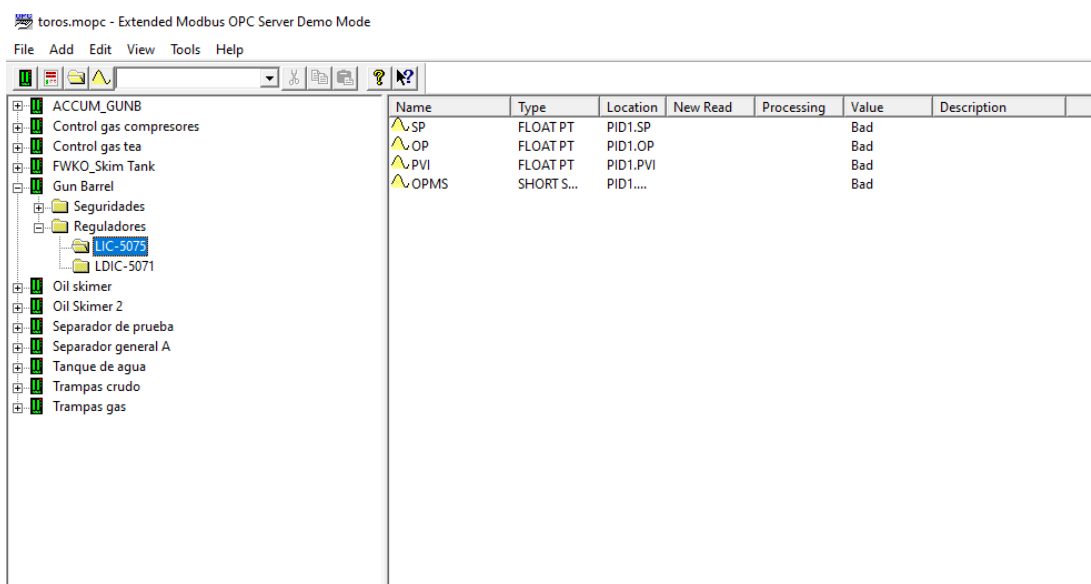 toros.mopc - Extended Modbus OPC Server Demo Mode
File Add Edit View Tools Help
ACCUM_GUNB
Control gas compresores
Control gas tea
FWKO_Skim Tank
Gun Barrel
Seguridades
Reguladores
LIC-5075
LDIC-5071
Oil skimer
Oil Skimer 2
Separador de prueba
Separador general A
Tanque de agua
Trampas crudo
Trampas gas
Name Type Location New Read Processing Value Description
SP FLOAT PT PID1.SP Bad
OP FLOAT PT PID1.OP Bad
PVI FLOAT PT PID1.PVI Bad
OPMS SHORT S... PID1.... Bad